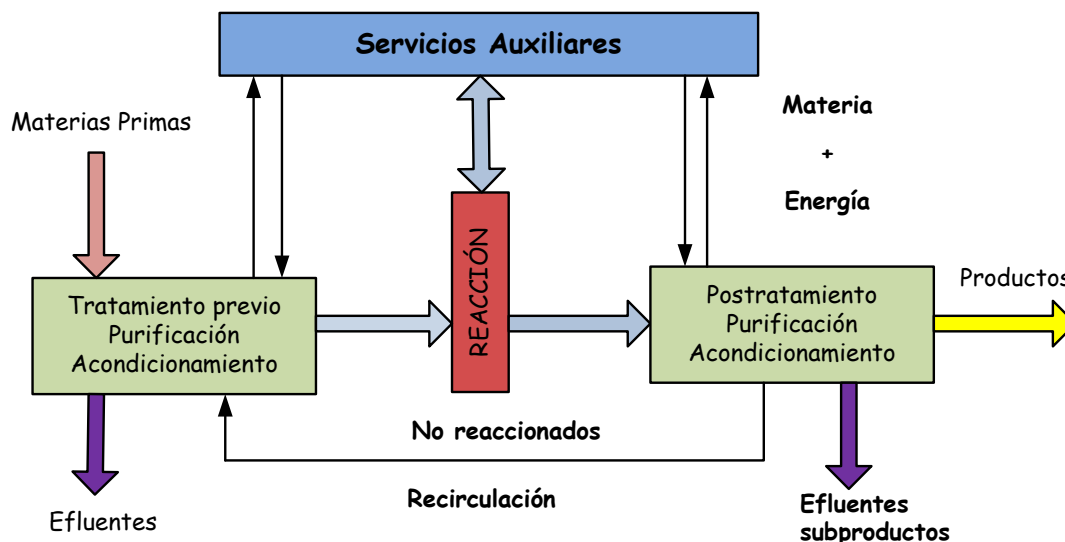 Servicios Auxiliares
Materias Primas
Materia
+
Energía
REACCIÓN
Tratamiento previo
Purificación
Acondicionamiento
Postratamiento
Purificación
Acondicionamiento
Productos
No reaccionados
Recirculación
Efluentes
Efluentes
subproductos